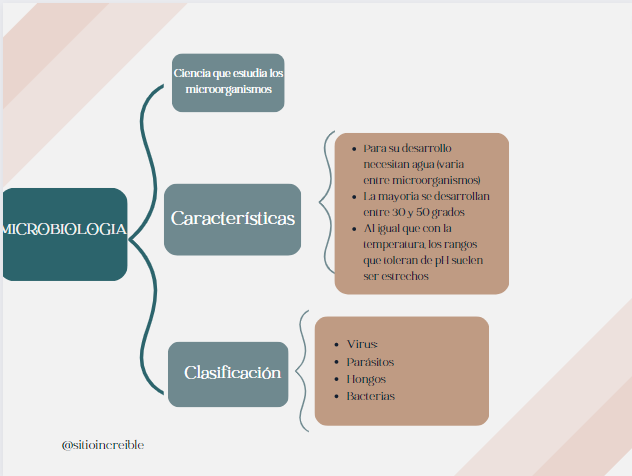 Ciencia que estudia los
microorganismos
MICROBIOLOGIA
Características
Para su desarrollo
necesitan agua (varia
entre microorganismos)
La mayoria se desarrollan
entre 30 y 50 grados
Al igual que con la
temperatura, los rangos
que toleran de pH suelen
ser estrechos
Clasificación
Virus:
Parásitos
Hongos
Bacterias
@sitioincreible